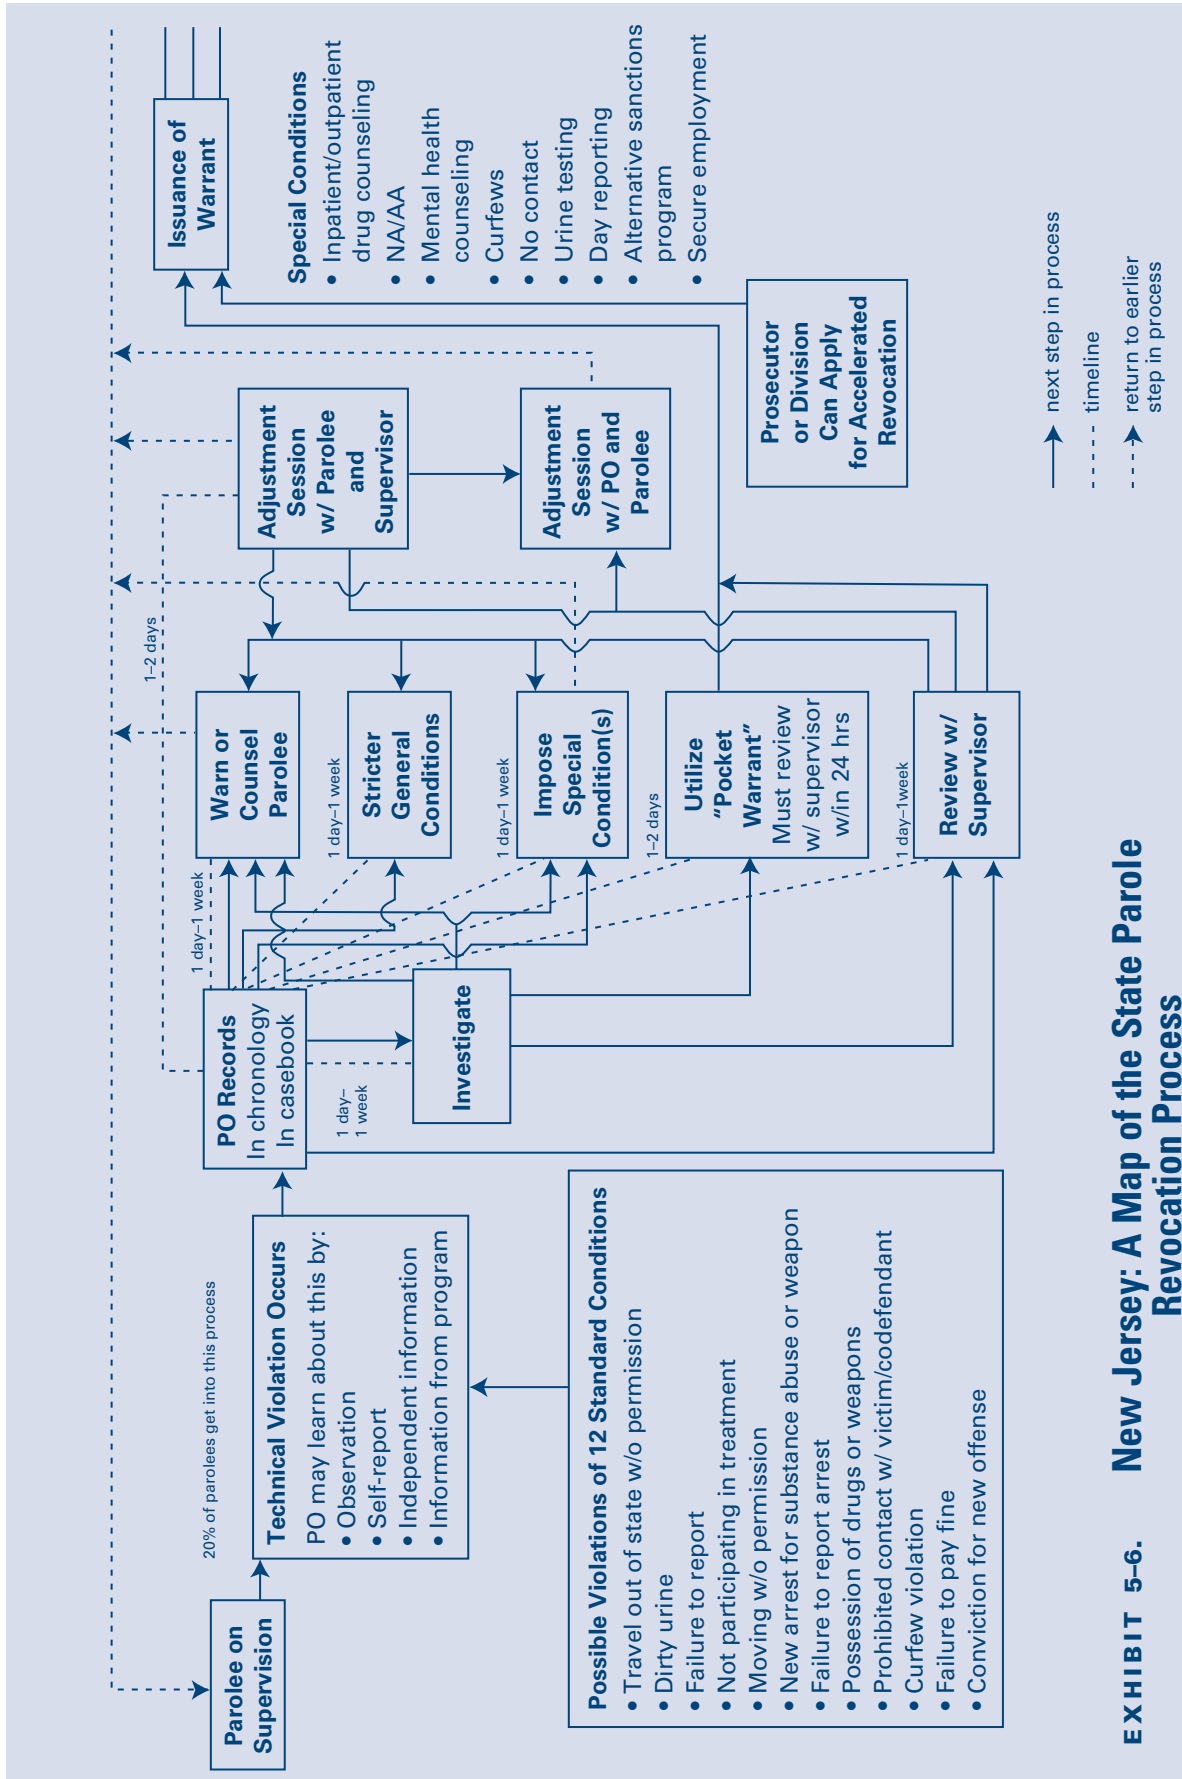 EXHIBIT 5–6. New Jersey: A Map of the State Parole
Revocation Process
Parolee on
Supervision
20% of parolees get into this process
Technical Violation Occurs
PO may learn about this by:
• Observation
• Self-report
• Independent information
• Information from program
Possible Violations of 12 Standard Conditions
• Travel out of state w/o permission
• Dirty urine
• Failure to report
• Not participating in treatment
• Moving w/o permission
• New arrest for substance abuse or weapon
• Failure to report arrest
• Possession of drugs or weapons
• Prohibited contact w/ victim/codefendant
• Curfew violation
• Failure to pay fine
• Conviction for new offense
PO Records
In chronology
In casebook
1 day–
1 week
Investigate
1 day–1 week
Warn or
Counsel
Parolee
1 day–1 week
Stricter
General
Conditions
1 day–1 week
Impose
Special
Condition(s)
1–2 days
Utilize
“Pocket
Warrant”
Must review
w/ supervisor
w/in 24 hrs
1 day–1week
Review w/
Supervisor
1–2 days
Adjustment
Session
w/ Parolee
and
Supervisor
Adjustment
Session
w/ PO and
Parolee
Prosecutor
or Division
Can Apply
for Accelerated
Revocation
Issuance of
Warrant
Special Conditions
• Inpatient/outpatient
drug counseling
• NA/AA
• Mental health
counseling
• Curfews
• No contact
• Urine testing
• Day reporting
• Alternative sanctions
program
• Secure employment
next step in process
timeline
return to earlier
step in process